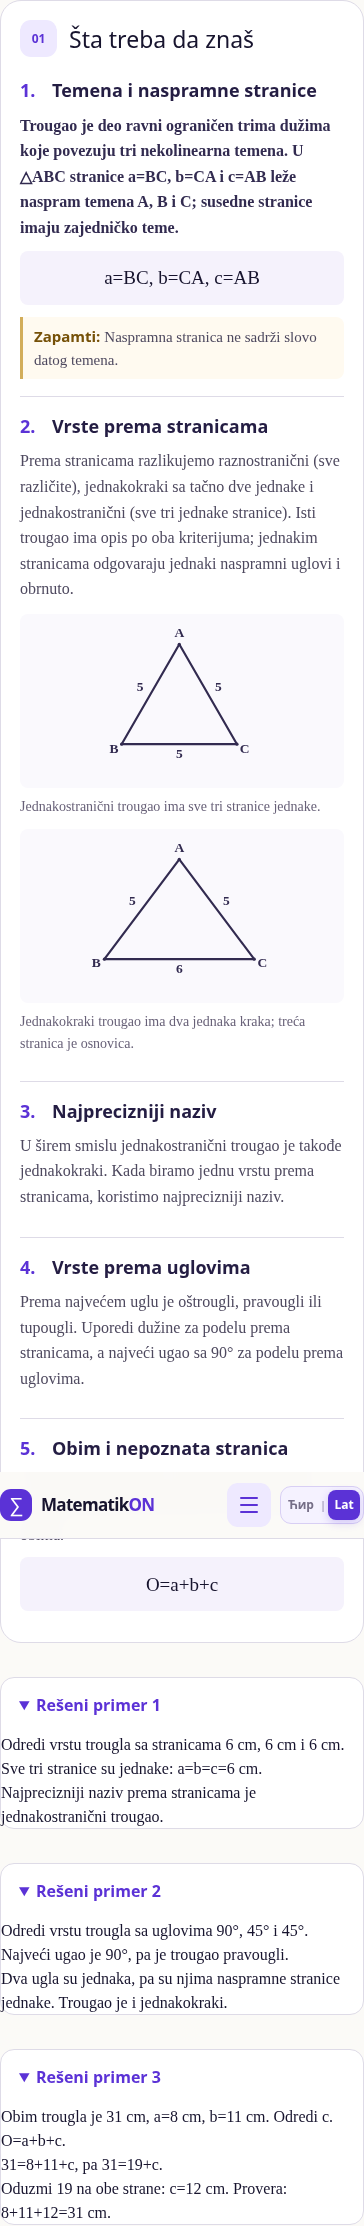 01 Šta treba da znaš
1. Temena i naspramne stranice
Trougao je deo ravni ograničen trima dužima
koje povezuju tri nekolinearna temena. U
△ABC stranice a=BC, b=CA i c=AB leže
naspram temena A, B i C; susedne stranice
imaju zajedničko teme.
a=BC, b=CA, c=AB
Zapamti: Naspramna stranica ne sadrži slovo
datog temena.
2. Vrste prema stranicama
Prema stranicama razlikujemo raznostranični (sve
različite), jednakokraki sa tačno dve jednake i
jednakostranični (sve tri jednake stranice). Isti
trougao ima opis po oba kriterijuma; jednakim
stranicama odgovaraju jednaki naspramni uglovi i
obrnuto.
A
5 5
B C
5
Jednakostranični trougao ima sve tri stranice jednake.
A
5 5
B C
6
Jednakokraki trougao ima dva jednaka kraka; treća
stranica je osnovica.
3. Najprecizniji naziv
U širem smislu jednakostranični trougao je takođe
jednakokraki. Kada biramo jednu vrstu prema
stranicama, koristimo najprecizniji naziv.
4. Vrste prema uglovima
Prema najvećem uglu je oštrougli, pravougli ili
tupougli. Uporedi dužine za podelu prema
stranicama, a najveći ugao sa 90° za podelu prema
uglovima.
5. Obim i nepoznata stranica
∑ MatematikON Ћир | Lat
O=a+b+c
▼ Rešeni primer 1
Odredi vrstu trougla sa stranicama 6 cm, 6 cm i 6 cm.
Sve tri stranice su jednake: a=b=c=6 cm.
Najprecizniji naziv prema stranicama je
jednakostranični trougao.
▼ Rešeni primer 2
Odredi vrstu trougla sa uglovima 90°, 45° i 45°.
Najveći ugao je 90°, pa je trougao pravougli.
Dva ugla su jednaka, pa su njima naspramne stranice
jednake. Trougao je i jednakokraki.
▼ Rešeni primer 3
Obim trougla je 31 cm, a=8 cm, b=11 cm. Odredi c.
O=a+b+c.
31=8+11+c, pa 31=19+c.
Oduzmi 19 na obe strane: c=12 cm. Provera:
8+11+12=31 cm.